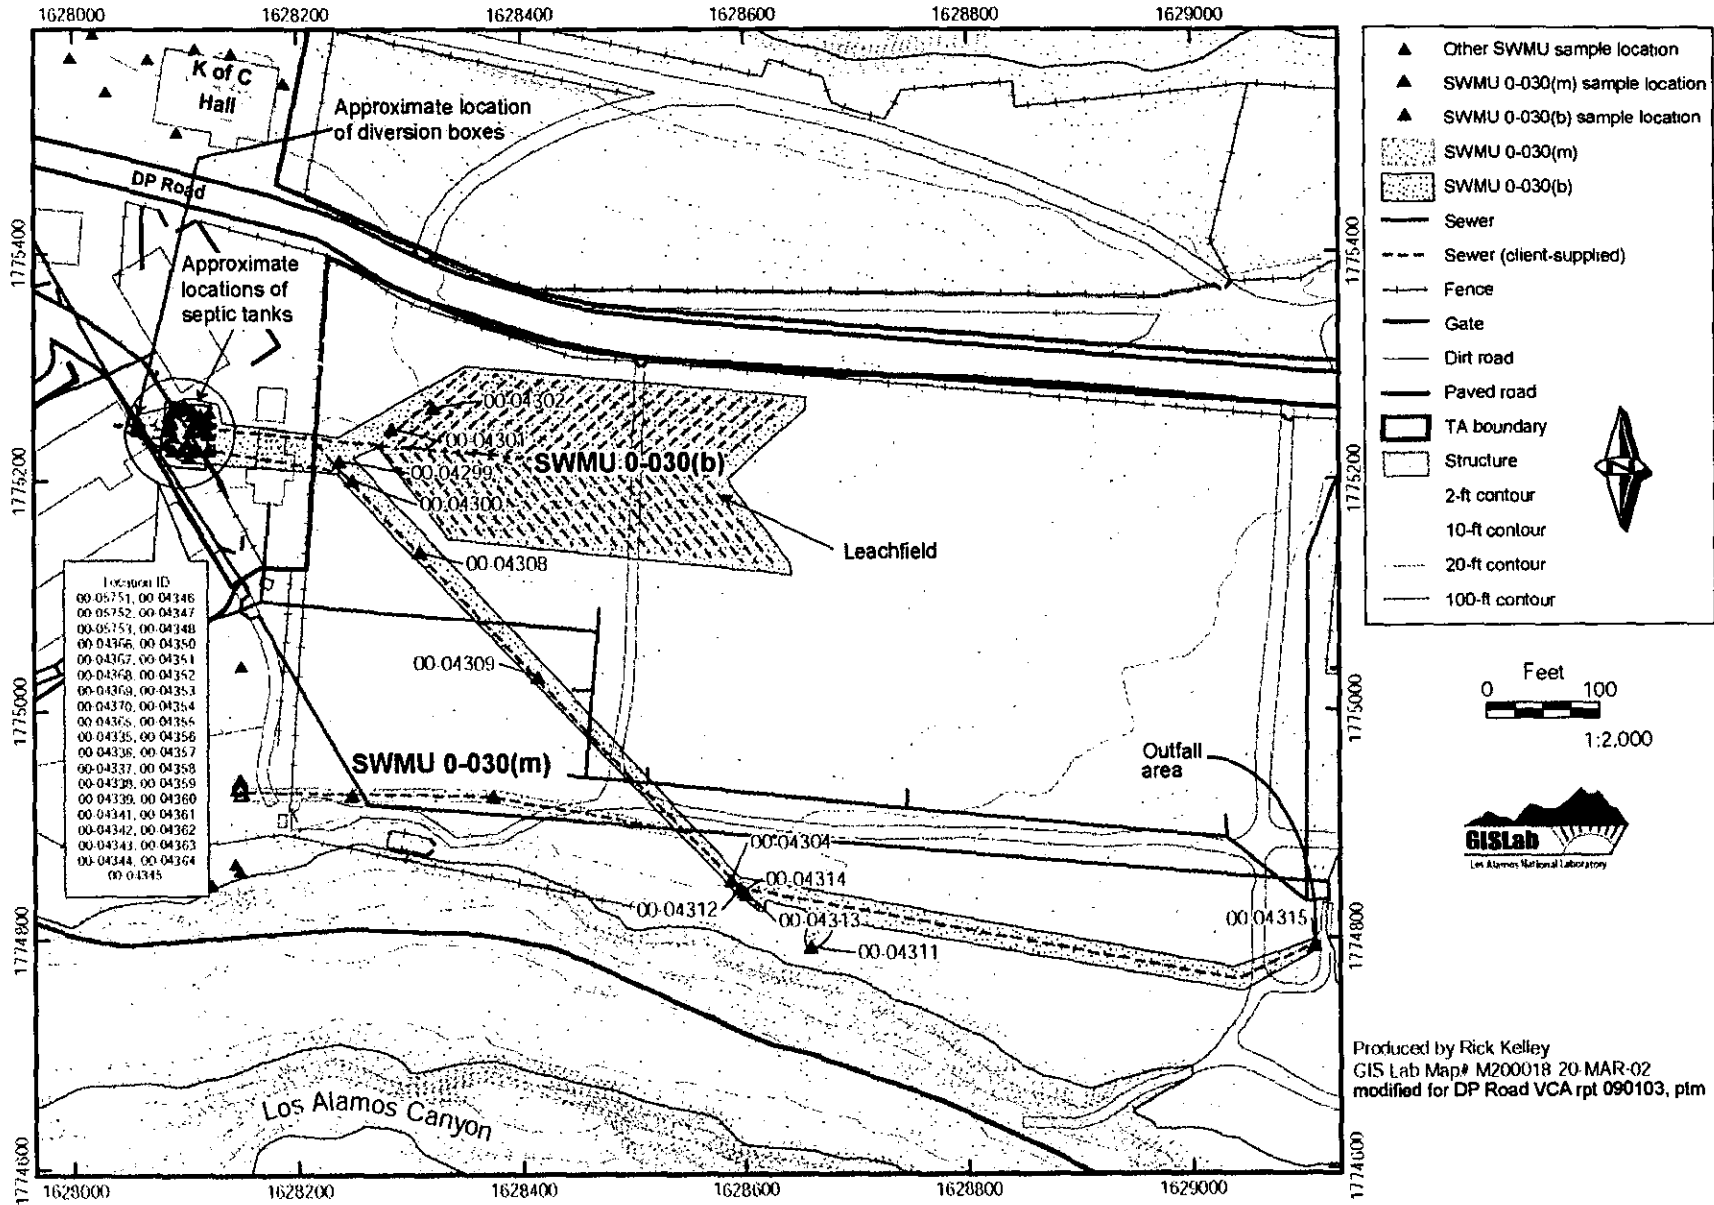 1628000 1628200 1628400 1628600 1628800 1629000
K of C
Hall
Approximate location
of diversion boxes
DP Road
Approximate
locations of
septic tanks
1775400
1775200
1775000
1774800
1774600
00-04302
00-04301
SWMU 0-030(b)
00-04299
00-04300
Leachfield
00-04308
00-04309
SWMU 0-030(m)
Outfall
area
00-04304
00-04314
00-04312
00-04313
00-04315
00-04311
Los Alamos Canyon
Location ID
00-05751, 00-04346
00-05752, 00-04347
00-05753, 00-04348
00-04366, 00-04350
00-04367, 00-04351
00-04368, 00-04352
00-04369, 00-04353
00-04370, 00-04354
00-04365, 00-04355
00-04335, 00-04356
00-04336, 00-04357
00-04337, 00-04358
00-04338, 00-04359
00-04339, 00-04360
00-04341, 00-04361
00-04342, 00-04362
00-04343, 00-04363
00-04344, 00-04364
00-04345
1775400
1775200
1775000
1774800
1774600
1628000 1628200 1628400 1628600 1628800 1629000
Other SWMU sample location
SWMU 0-030(m) sample location
SWMU 0-030(b) sample location
SWMU 0-030(m)
SWMU 0-030(b)
Sewer
Sewer (client-supplied)
Fence
Gate
Dirt road
Paved road
TA boundary
Structure
2-ft contour
10-ft contour
20-ft contour
100-ft contour
N
Feet
0 100
1:2,000
GISLab
Los Alamos National Laboratory
Produced by Rick Kelley
GIS Lab Map# M200018 20-MAR-02
modified for DP Road VCA rpt 090103, ptm